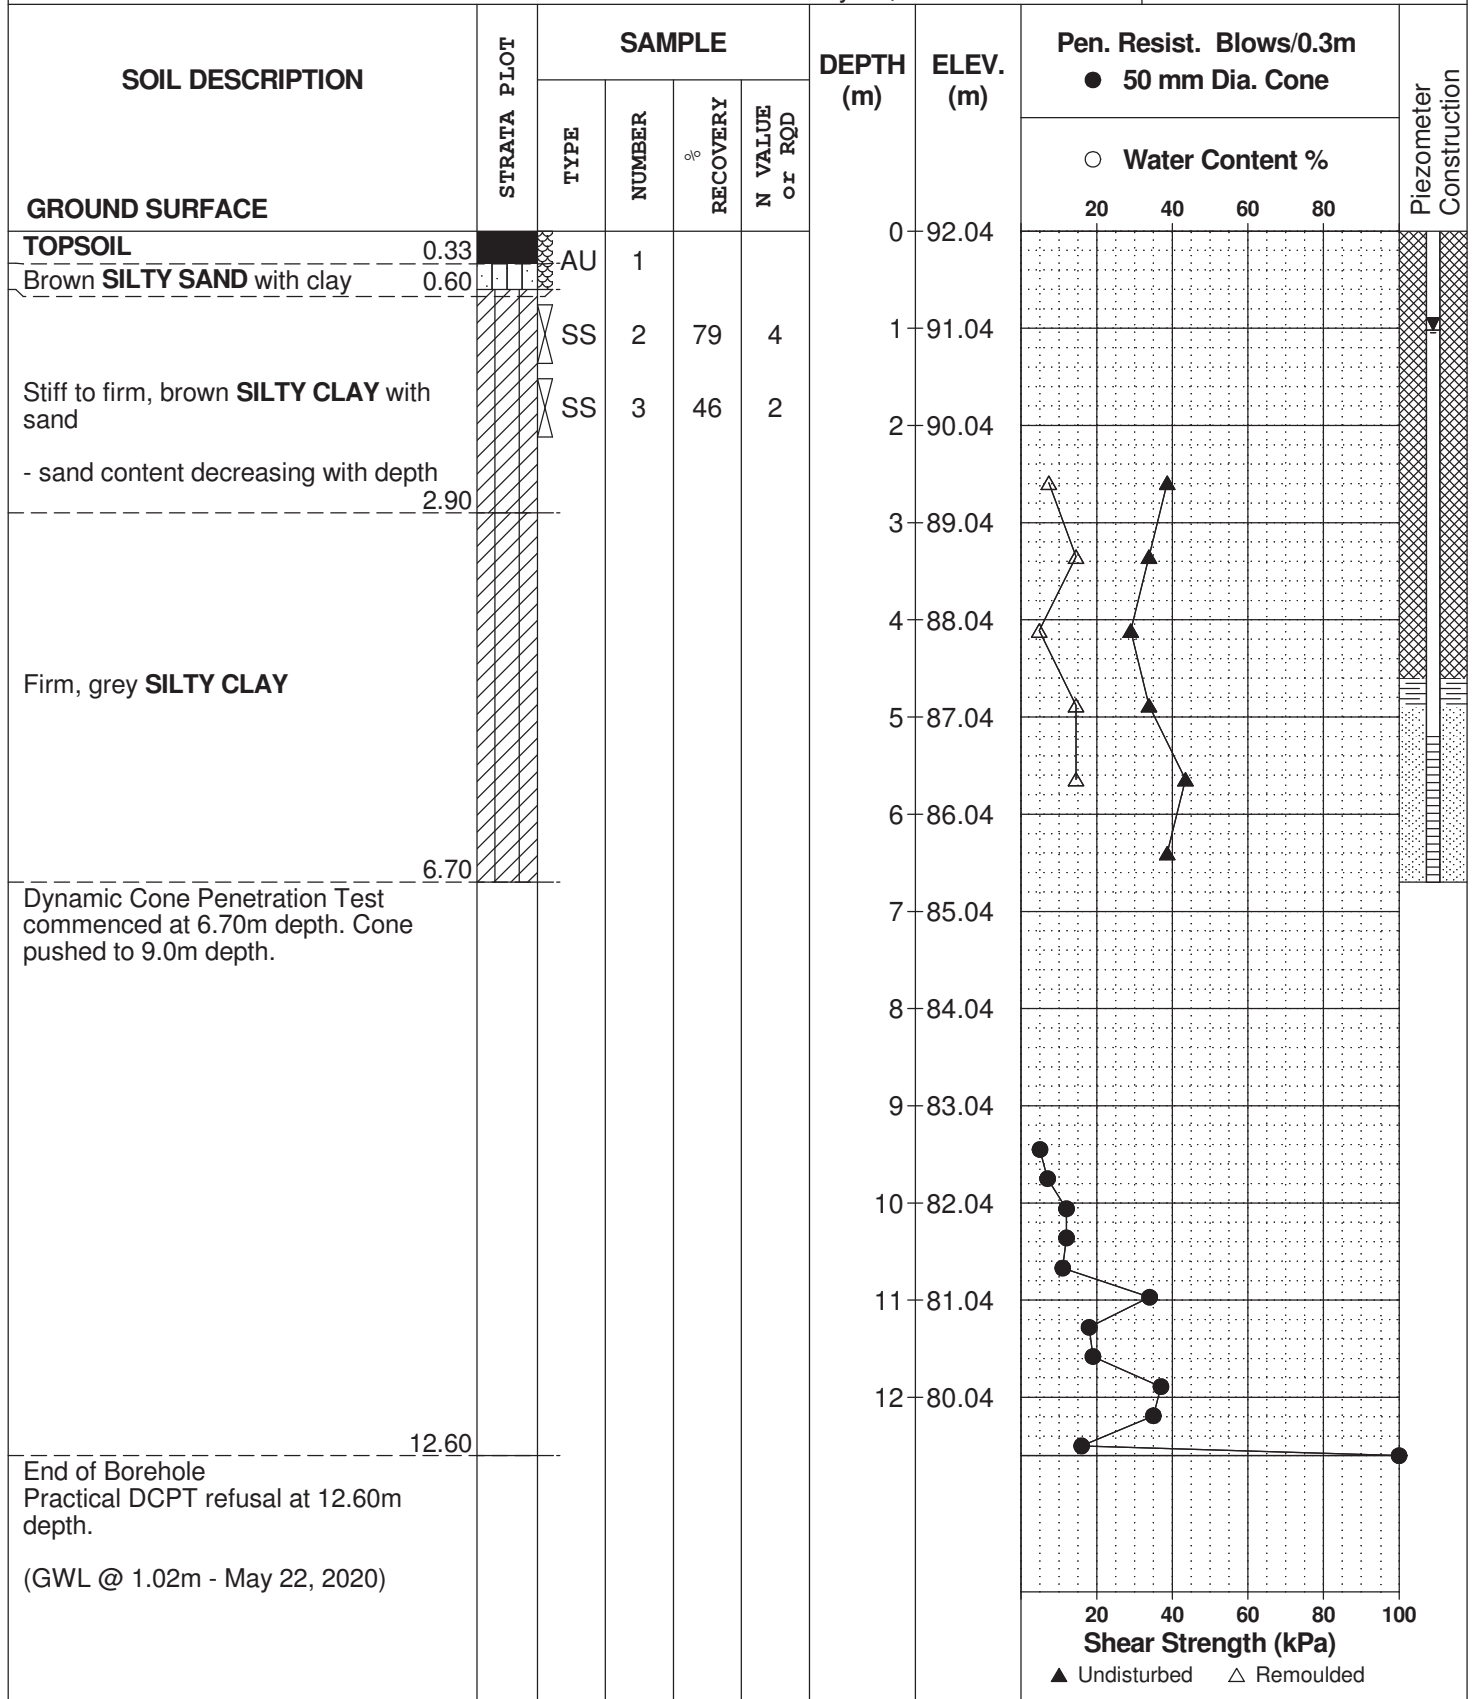 SOIL DESCRIPTION
GROUND SURFACE
STRATA PLOT
SAMPLE
TYPE
NUMBER
%
RECOVERY
N VALUE
or RQD
DEPTH
(m)
ELEV.
(m)
Pen. Resist. Blows/0.3m
● 50 mm Dia. Cone
○ Water Content %
20 40 60 80
Piezometer
Construction
TOPSOIL 0.33
Brown SILTY SAND with clay 0.60
AU 1
0 92.04
SS 2 79 4
1 91.04
Stiff to firm, brown SILTY CLAY with
sand
SS 3 46 2
2 90.04
- sand content decreasing with depth
2.90
3 89.04
4 88.04
Firm, grey SILTY CLAY
5 87.04
6 86.04
6.70
Dynamic Cone Penetration Test
commenced at 6.70m depth. Cone
pushed to 9.0m depth.
7 85.04
8 84.04
9 83.04
10 82.04
11 81.04
12 80.04
12.60
End of Borehole
Practical DCPT refusal at 12.60m
depth.
(GWL @ 1.02m - May 22, 2020)
20 40 60 80 100
Shear Strength (kPa)
▲ Undisturbed △ Remoulded